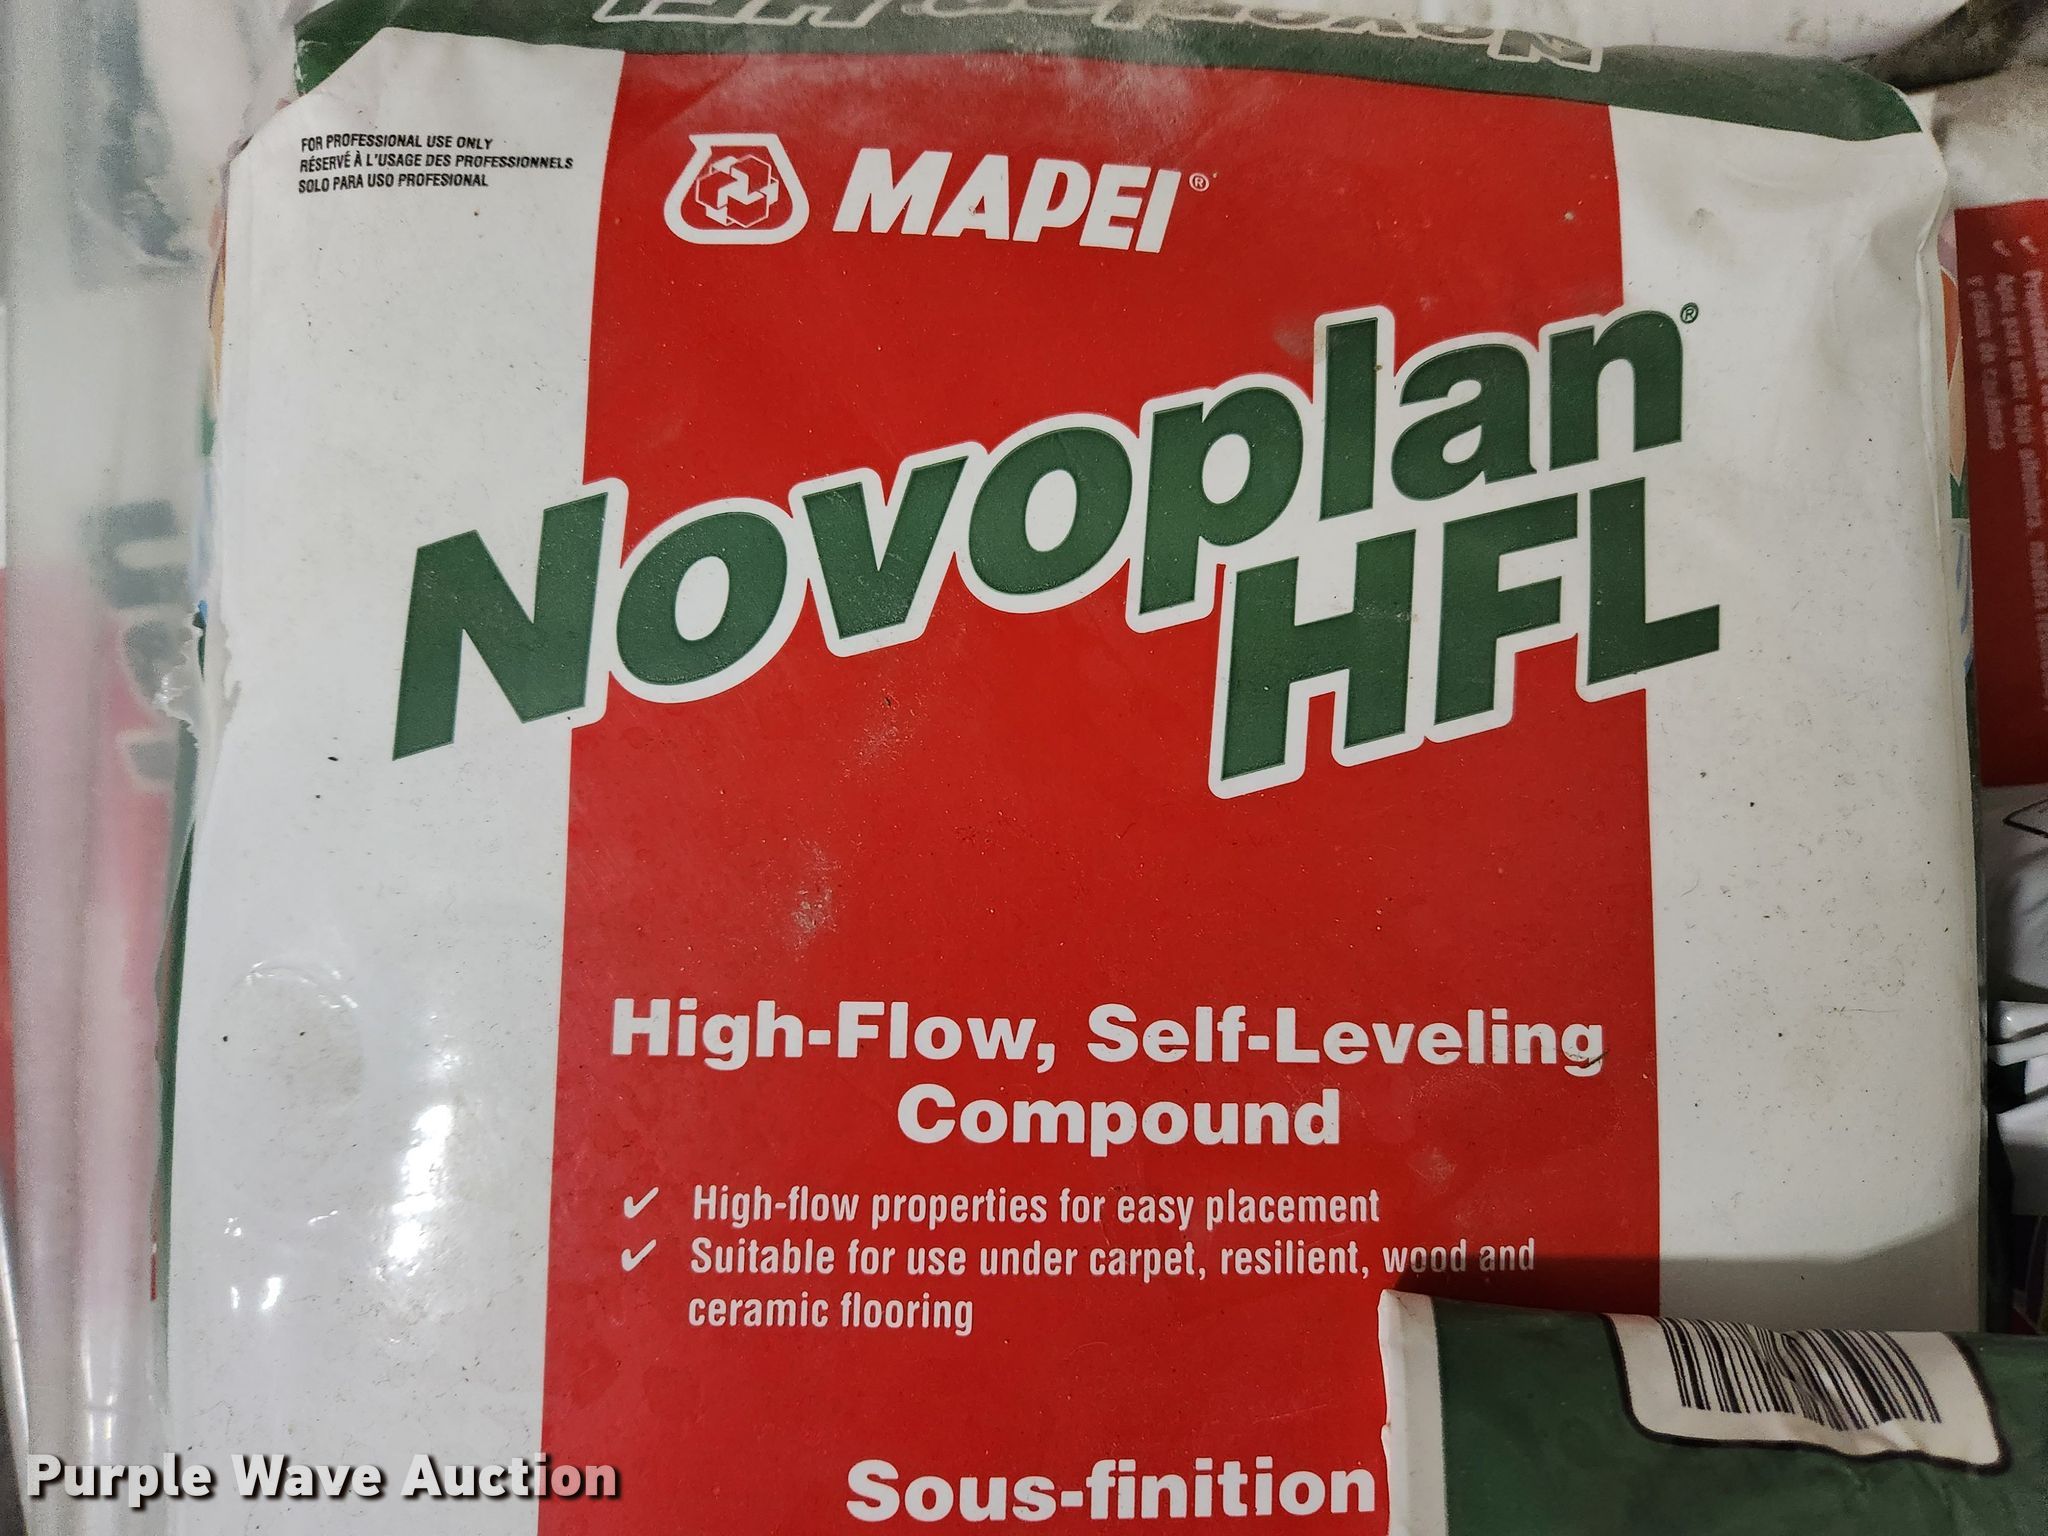 Novoplan HFL
FOR PROFESSIONAL USE ONLY
RÉSERVÉ À L'USAGE DES PROFESSIONNELS
SOLO PARA USO PROFESIONAL
MAPEI®
Novoplan®
HFL
High-Flow, Self-Leveling
Compound
✓ High-flow properties for easy placement
✓ Suitable for use under carpet, resilient, wood and
ceramic flooring
Sous-finition
Purple Wave Auction